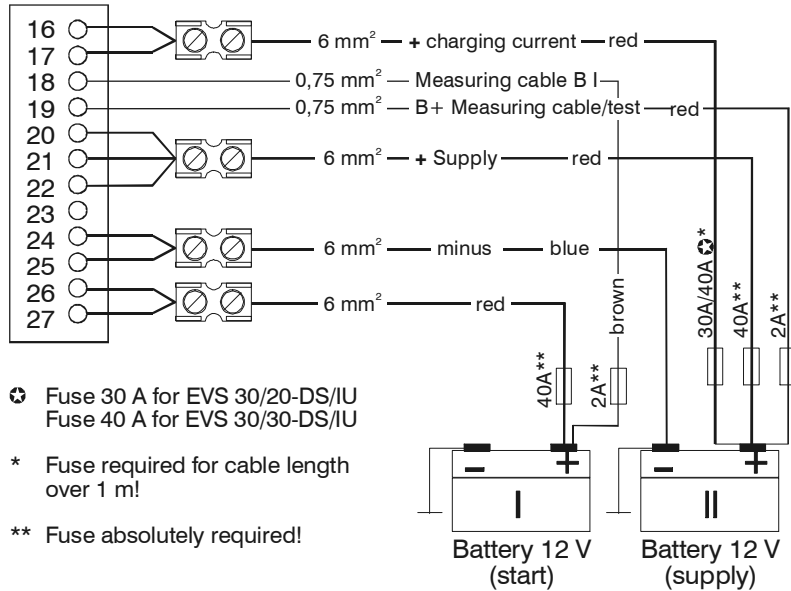 16
17
6 mm² + charging current red
18
0,75 mm² Measuring cable B I
19
0,75 mm² B+ Measuring cable/test red
20
21
6 mm² + Supply red
22
23
24
6 mm² minus blue
25
26
6 mm² red
27
brown
30A/40A✪*
40A**
2A**
40A**
2A**
✪ Fuse 30 A for EVS 30/20-DS/IU
Fuse 40 A for EVS 30/30-DS/IU
* Fuse required for cable length
over 1 m!
** Fuse absolutely required!
– +
I
Battery 12 V
(start)
– +
II
Battery 12 V
(supply)